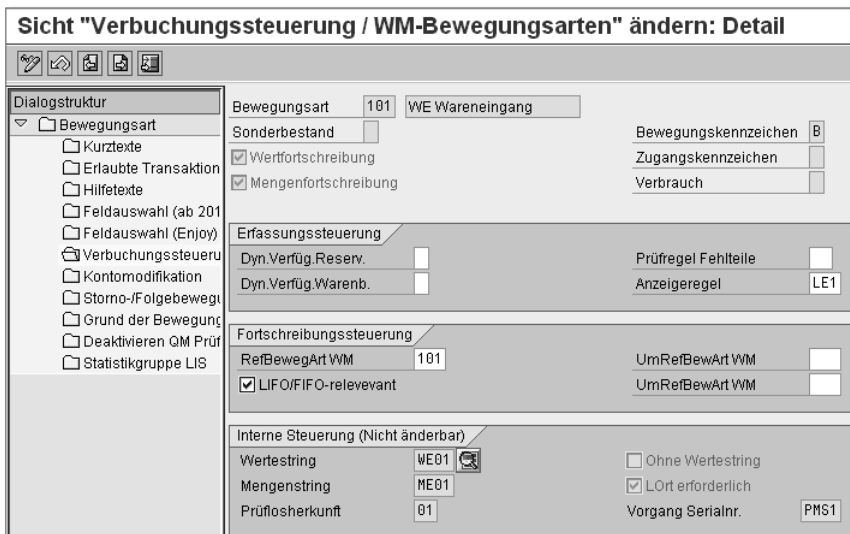 Sicht "Verbuchungssteuerung / WM-Bewegungsarten" ändern: Detail
Dialogstruktur
Bewegungsart
Kurztexte
Erlaubte Transaktion
Hilfetexte
Feldauswahl (ab 201
Feldauswahl (Enjoy)
Verbuchungssteueru
Kontomodifikation
Storno-/Folgebewegu
Grund der Bewegung
Deaktivieren QM Prüf
Statistikgruppe LIS
Bewegungsart 101 WE Wareneingang
Sonderbestand Bewegungskennzeichen B
Wertfortschreibung Zugangskennzeichen
Mengenfortschreibung Verbrauch
Erfassungssteuerung
Dyn.Verfüg.Reserv. Prüfregel Fehlteile
Dyn.Verfüg.Warenb. Anzeigeregel LE1
Fortschreibungssteuerung
RefBewegArt WM 101 UmRefBewArt WM
LIFO/FIFO-relevevant UmRefBewArt WM
Interne Steuerung (Nicht änderbar)
Wertestring WE01 Ohne Wertestring
Mengenstring ME01 LOrt erforderlich
Prüflosherkunft 01 Vorgang Serialnr. PMS1